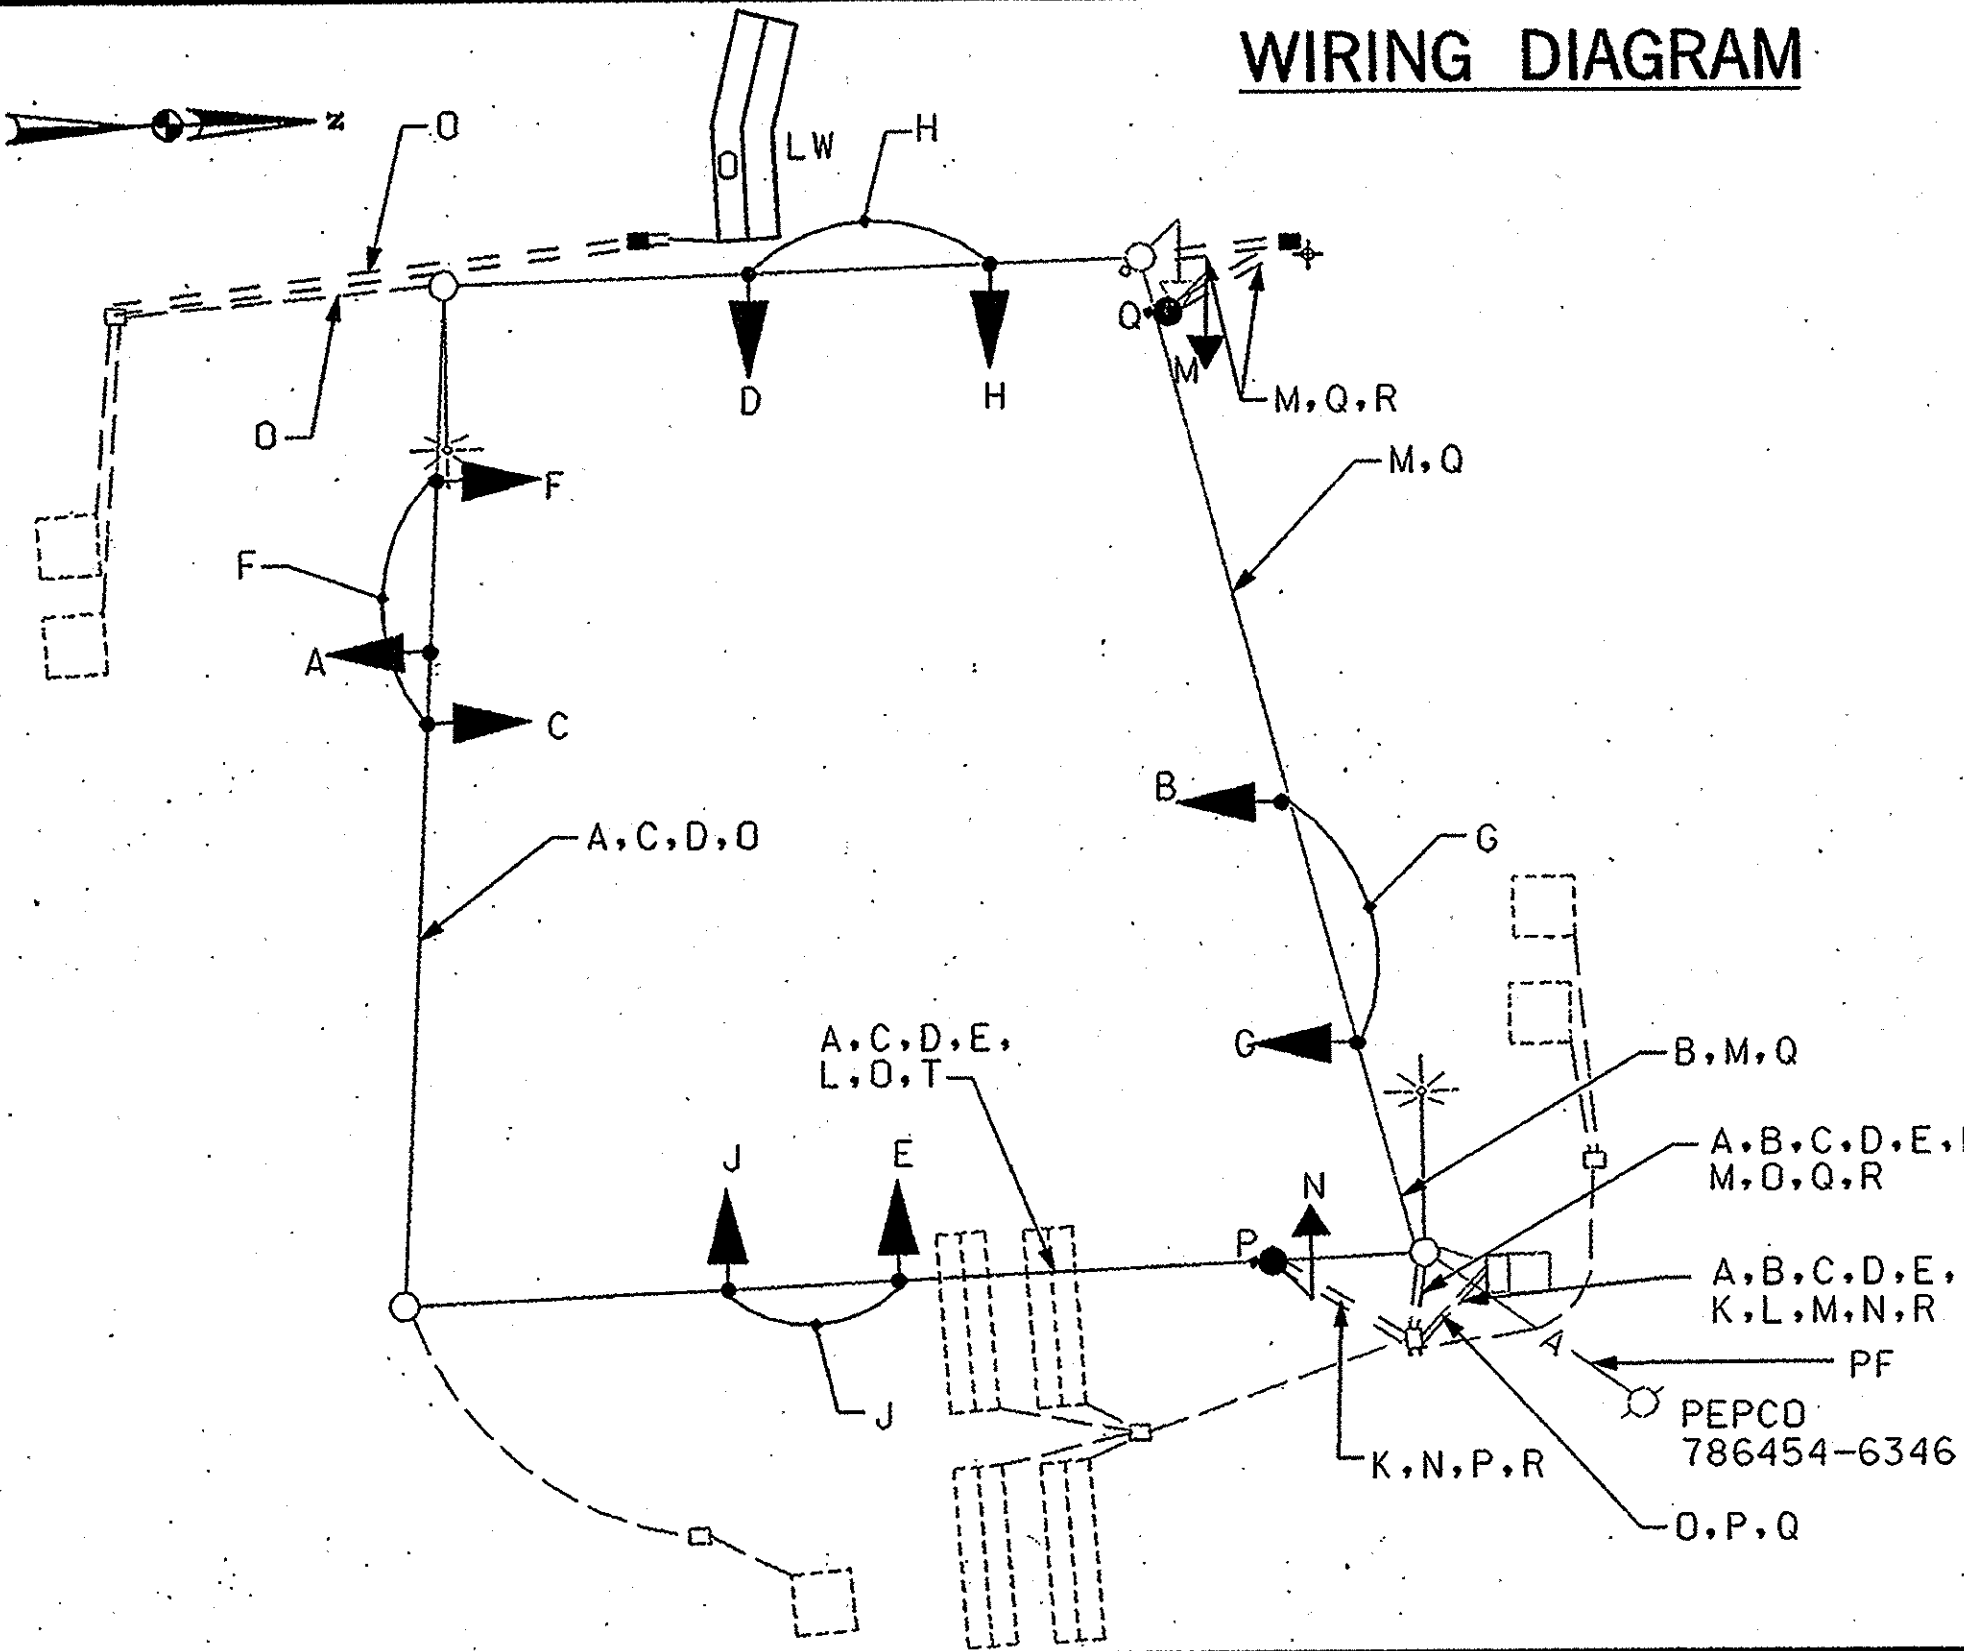 WIRING DIAGRAM
Z
O
O
LW
H
O
D
H
Q
M
M,Q,R
M,Q
F
F
A
C
B
G
A,C,D,O
G
A,C,D,E,
L,O,T
B,M,Q
J
E
N
P
A,B,C,D,E,
M,O,Q,R
A,B,C,D,E,
K,L,M,N,R
A
PF
J
PEPCO
786454-6346
K,N,P,R
O,P,Q